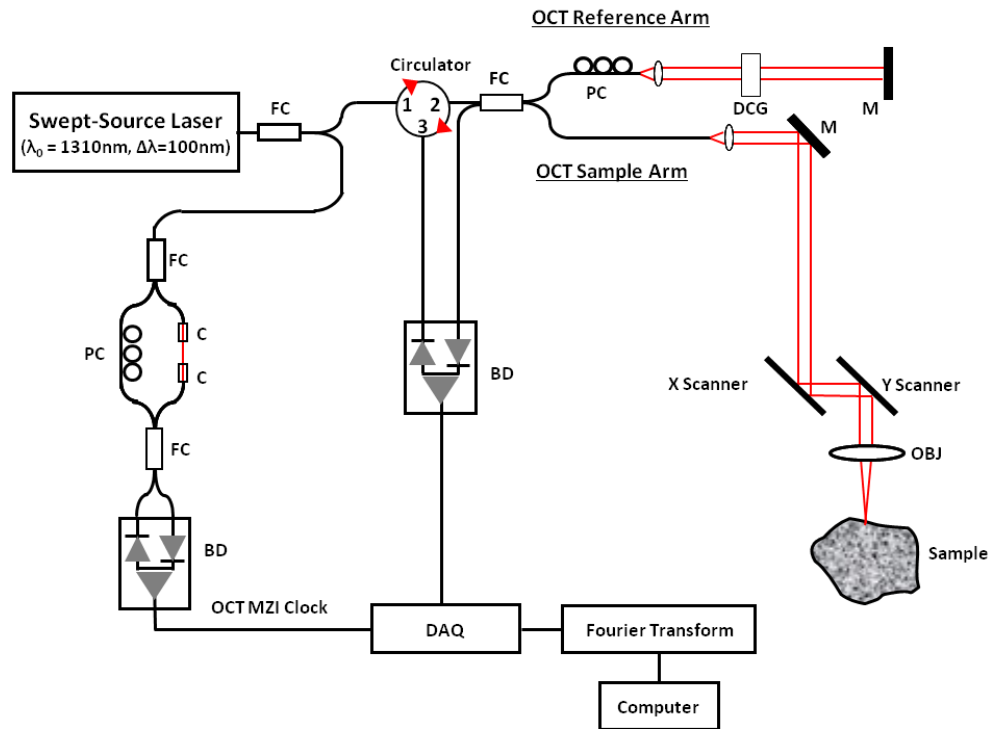 OCT Reference Arm
Circulator
FC
PC
DCG
M
Swept-Source Laser
(λ₀ = 1310nm, Δλ=100nm)
FC
1 2
3
M
OCT Sample Arm
FC
PC
C
C
BD
X Scanner
Y Scanner
FC
OBJ
BD
Sample
OCT MZI Clock
DAQ
Fourier Transform
Computer